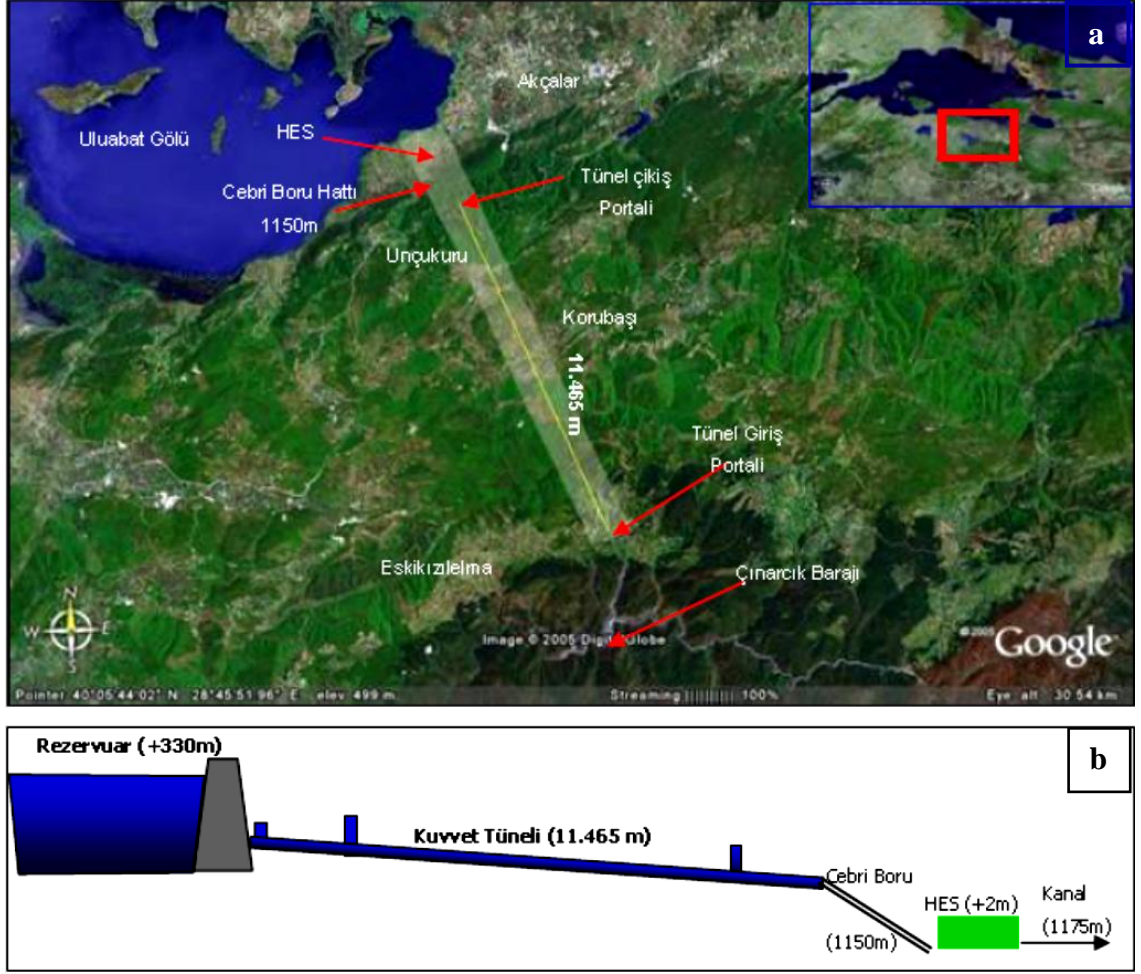 a
Akçalar
Uluabat Gölü
HES
Tünel çikiş
Portali
Cebri Boru Hattı
1150m
Unçukuru
Korubaşı
11.465 m
Tünel Giriş
Portali
Eskikızılelma
Çınarcık Barajı
N
W E
S
Image © 2005 DigitalGlobe
© 2005 Google
Pointer 40°05'44.02" N 28°45'51.96" E elev 499 m Streaming |||||||||| 100% Eye alt 30.54 km
b
Rezervuar (+330m)
Kuvvet Tüneli (11.465 m)
Cebri Boru
(1150m)
HES (+2m)
Kanal
(1175m)